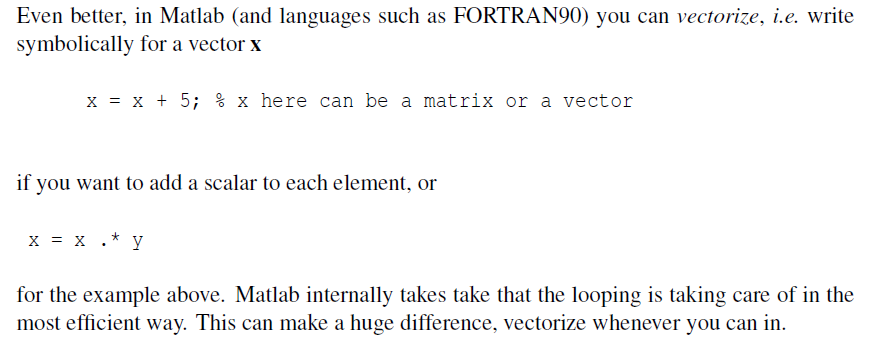 Even better, in Matlab (and languages such as FORTRAN90) you can vectorize, i.e. write
symbolically for a vector x
x = x + 5; % x here can be a matrix or a vector
if you want to add a scalar to each element, or
x = x .* y
for the example above. Matlab internally takes take that the looping is taking care of in the
most efficient way. This can make a huge difference, vectorize whenever you can in.